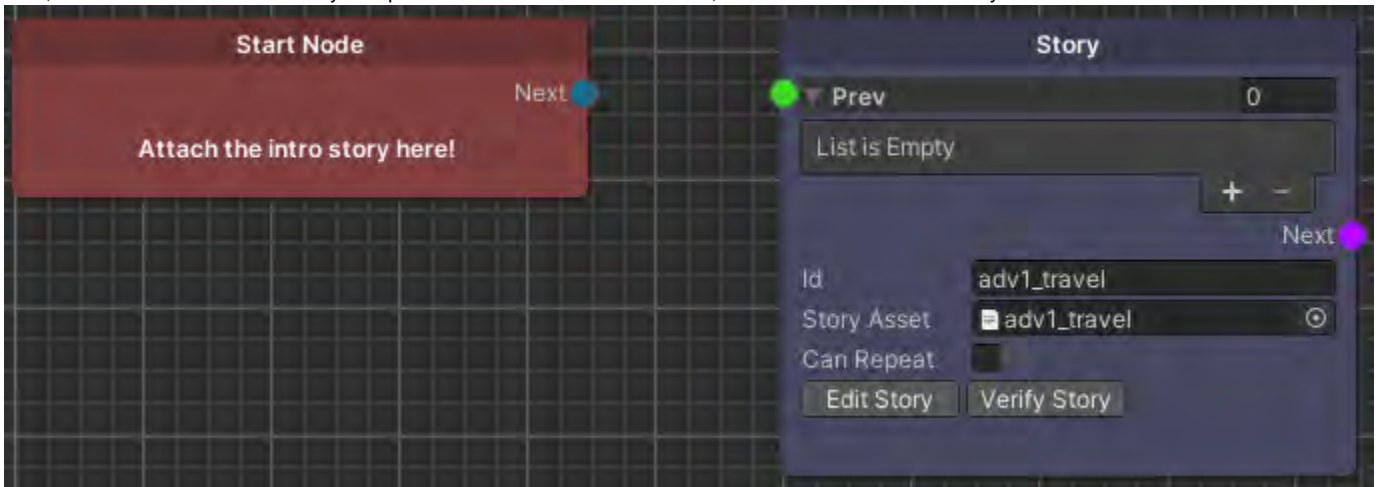 Start Node
Next
Attach the intro story here!
Story
Prev 0
List is Empty
+ -
Next
Id adv1_travel
Story Asset adv1_travel
Can Repeat
Edit Story Verify Story